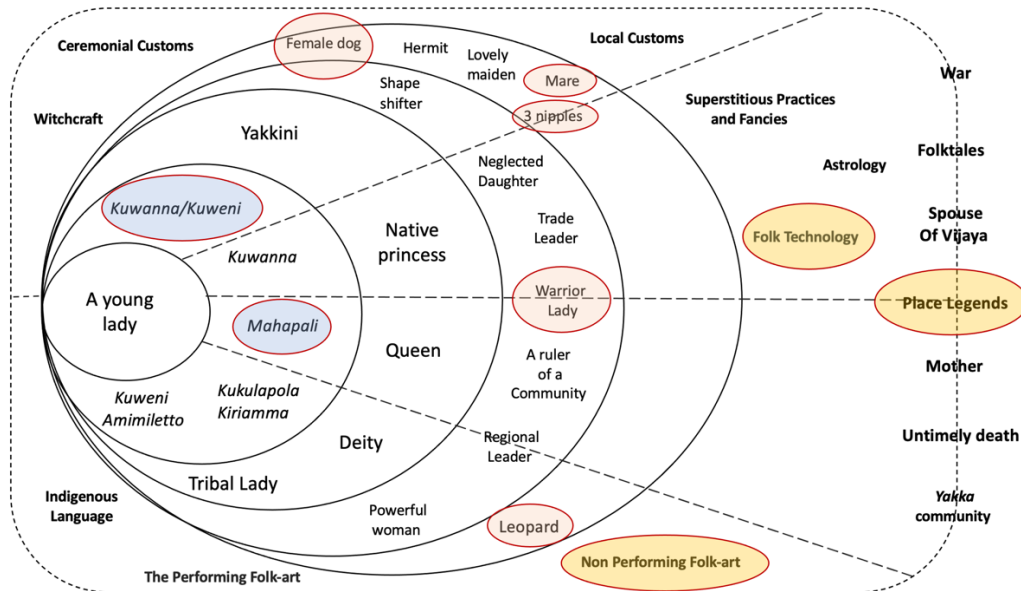 Ceremonial Customs
Female dog
Hermit
Lovely
maiden
Local Customs
Mare
War
Shape
shifter
3 nipples
Superstitious Practices
and Fancies
Witchcraft
Yakkini
Neglected
Daughter
Astrology
Folktales
Kuwanna/Kuweni
Native
princess
Trade
Leader
Folk Technology
Spouse
Of Vijaya
Kuwanna
A young
lady
Mahapali
Warrior
Lady
Place Legends
Queen
A ruler
of a
Community
Mother
Kuweni
Amimiletto
Kukulapola
Kiriamma
Deity
Regional
Leader
Untimely death
Tribal Lady
Indigenous
Language
Powerful
woman
Leopard
Yakka
community
The Performing Folk-art
Non Performing Folk-art